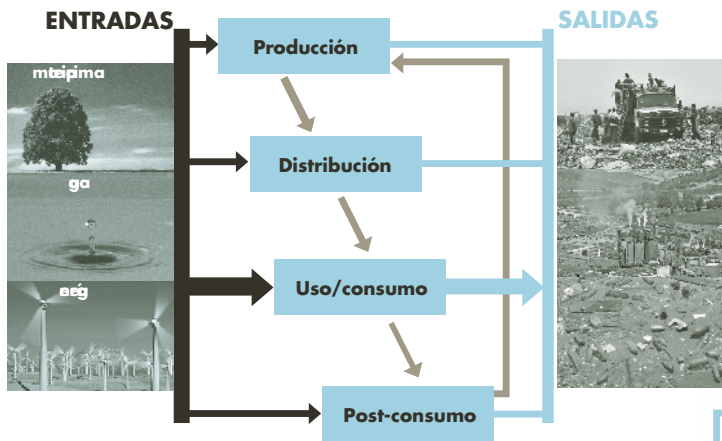 ENTRADAS
SALIDAS
Producción
Distribución
Uso/consumo
Post-consumo